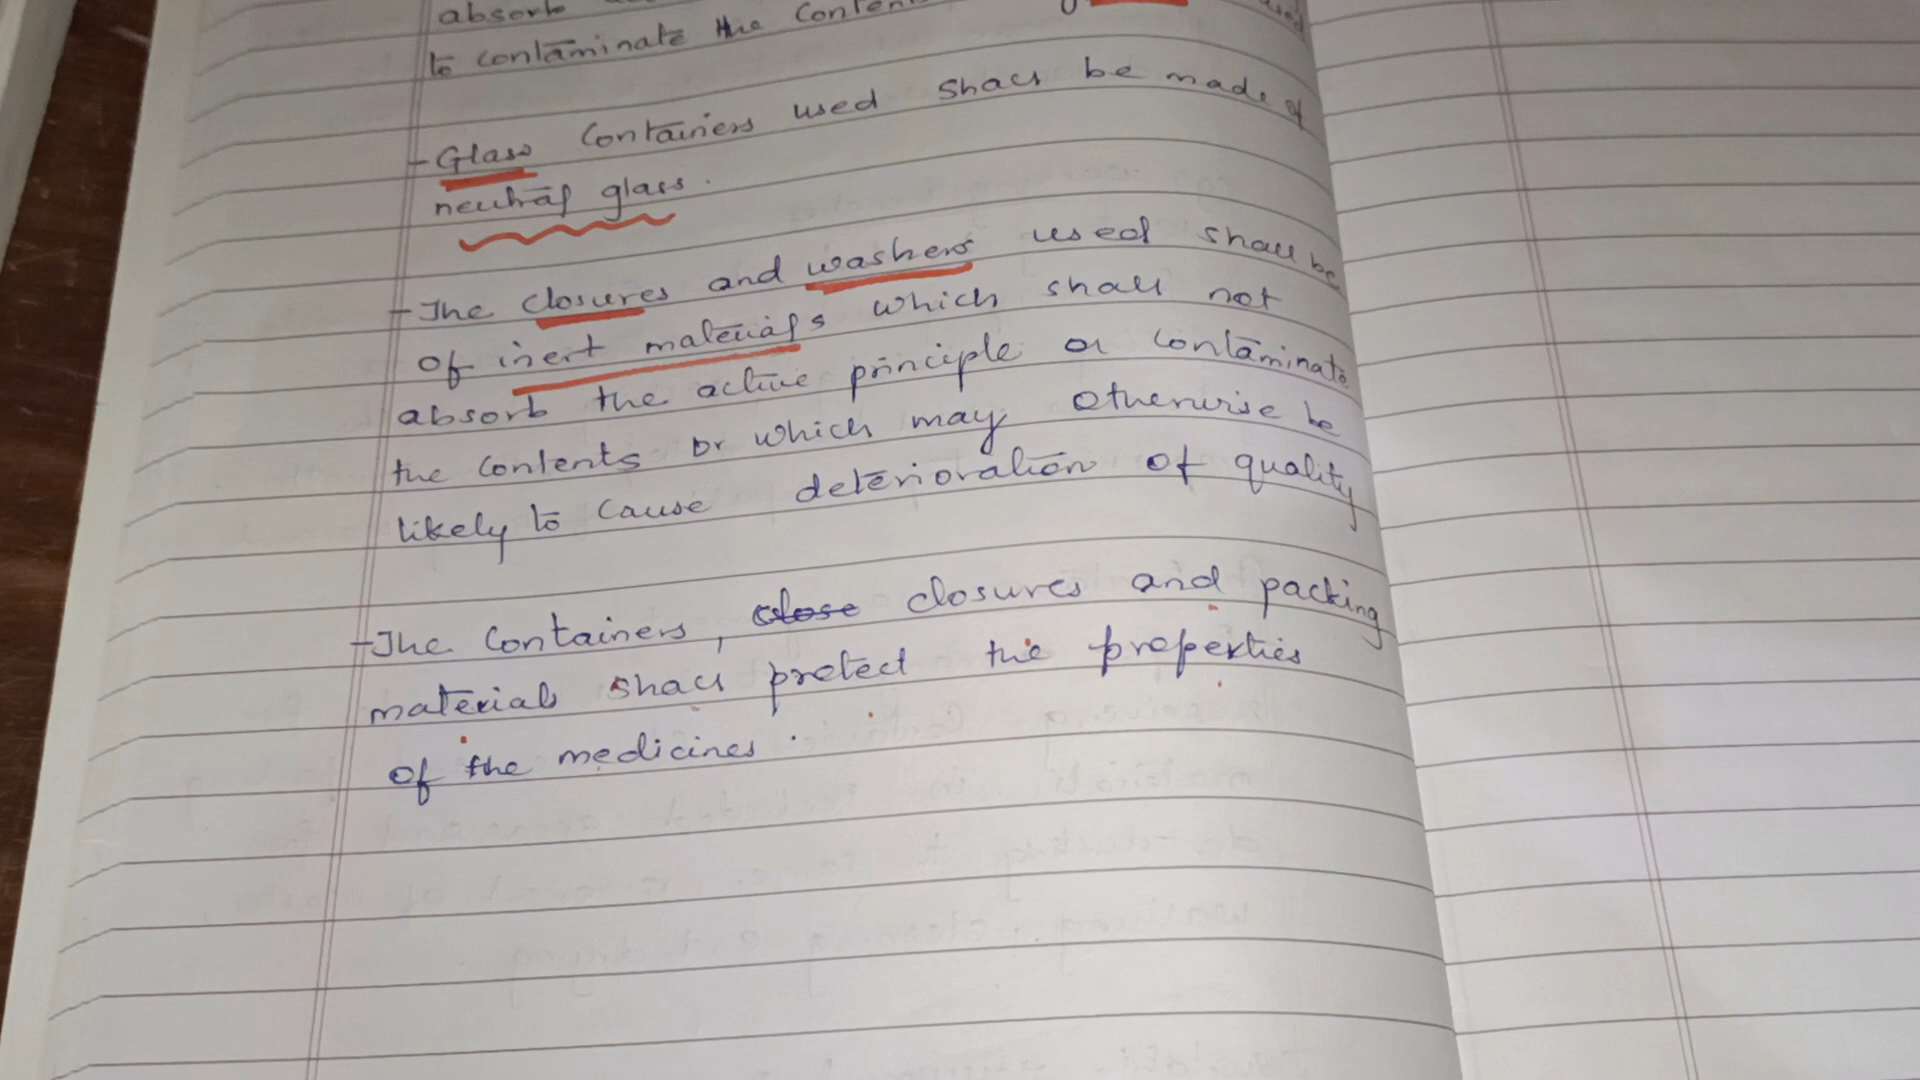 absorb
to contaminate the
- Glass Containers used shall be made of
neutral glass.
- The closures and washers used shall be
of inert materials which shall not
absorb the active principle or contaminate
the contents or which may otherwise be
likely to cause deterioration of quality
- The Containers, close closures and packing
material shall protect the properties
of the medicines.